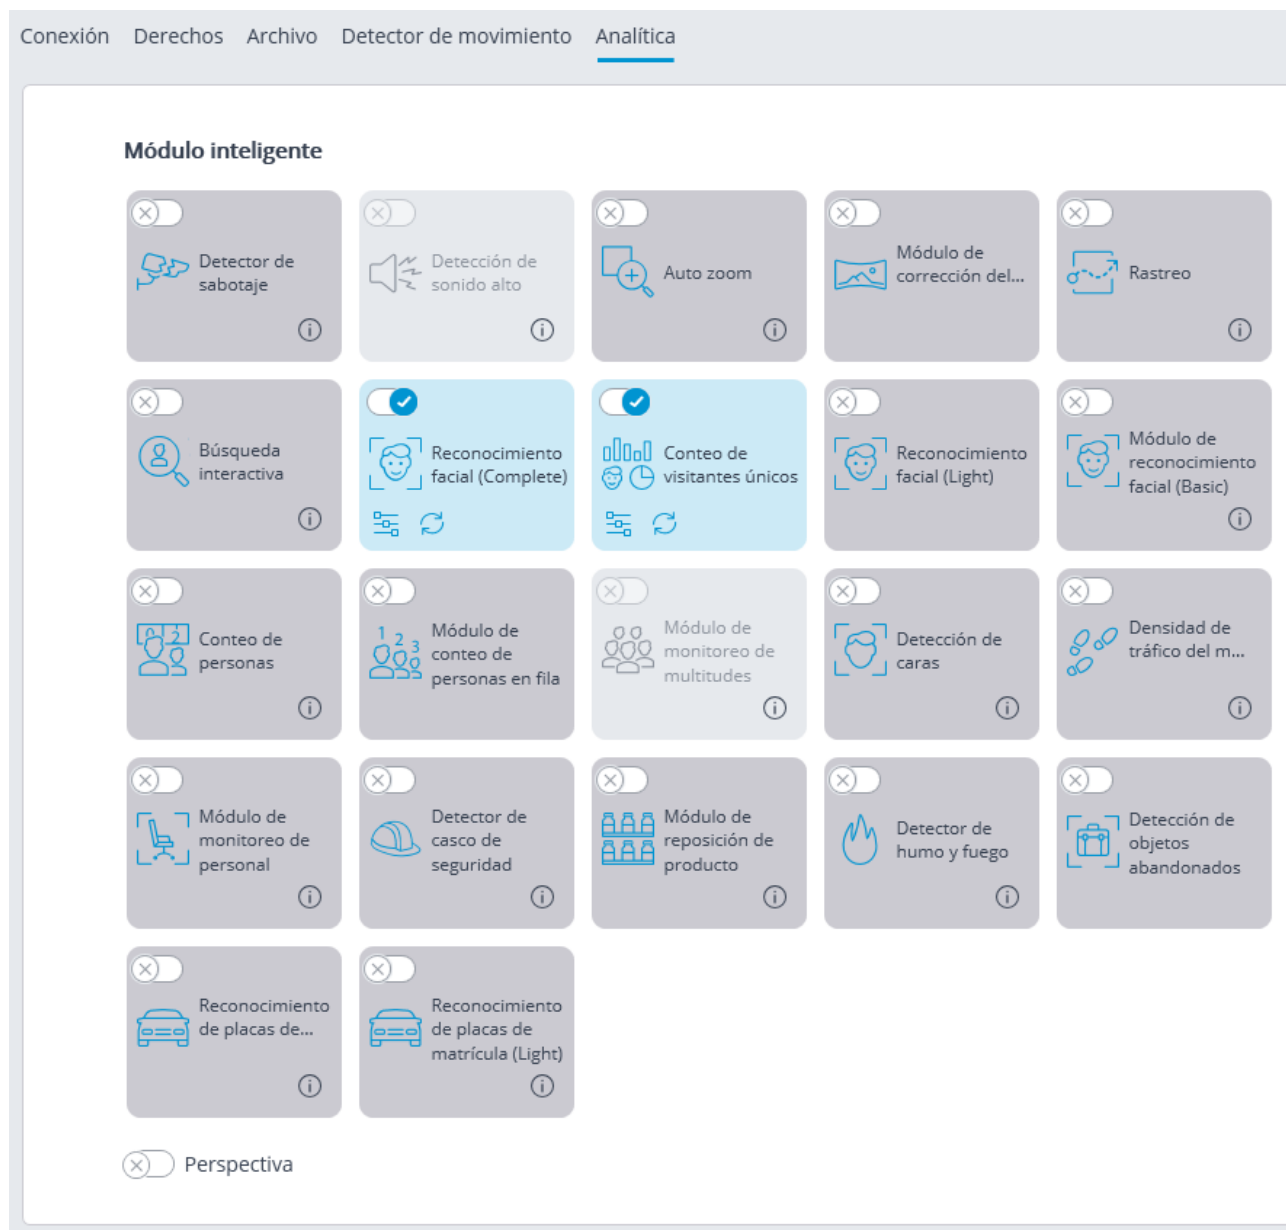 Conexión Derechos Archivo Detector de movimiento Analítica
Módulo inteligente
Detector de
sabotaje
Detección de
sonido alto
Auto zoom
Módulo de
corrección del...
Rastreo
Búsqueda
interactiva
Reconocimiento
facial (Complete)
Conteo de
visitantes únicos
Reconocimiento
facial (Light)
Módulo de
reconocimiento
facial (Basic)
Conteo de
personas
1 2 3
Módulo de
conteo de
personas en fila
Módulo de
monitoreo de
multitudes
Detección de
caras
Densidad de
tráfico del m...
Módulo de
monitoreo de
personal
Detector de
casco de
seguridad
Módulo de
reposición de
producto
Detector de
humo y fuego
Detección de
objetos
abandonados
Reconocimiento
de placas de...
Reconocimiento
de placas de
matrícula (Light)
Perspectiva